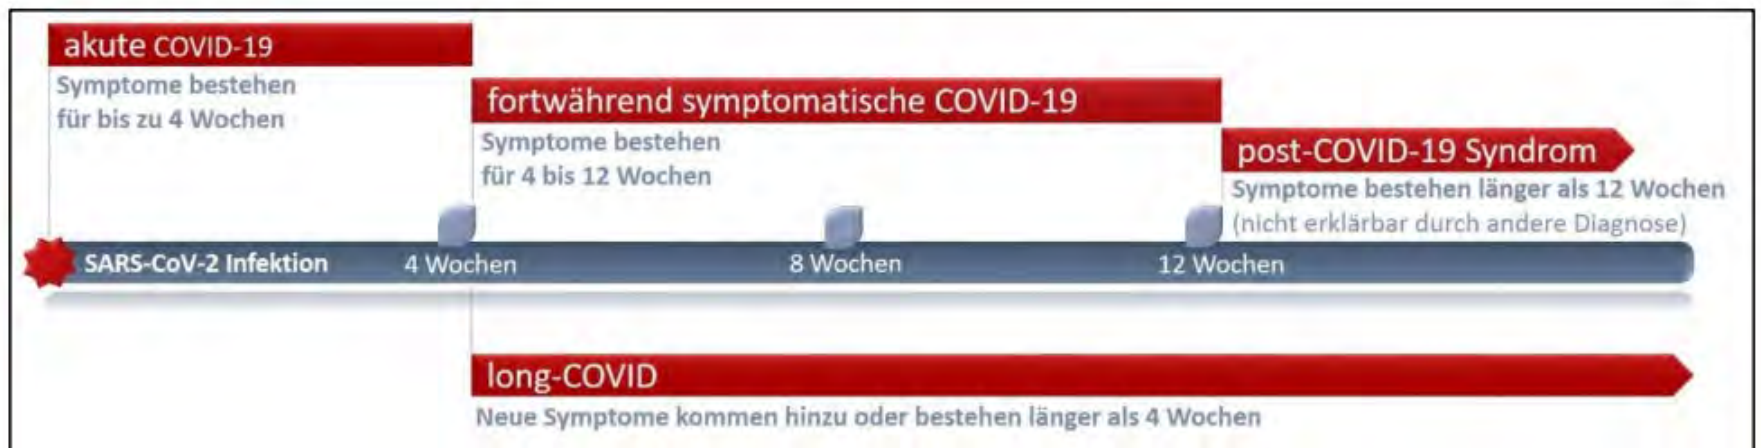 akute COVID-19
Symptome bestehen
für bis zu 4 Wochen
fortwährend symptomatische COVID-19
Symptome bestehen
für 4 bis 12 Wochen
post-COVID-19 Syndrom
Symptome bestehen länger als 12 Wochen
(nicht erklärbar durch andere Diagnose)
SARS-CoV-2 Infektion 4 Wochen 8 Wochen 12 Wochen
long-COVID
Neue Symptome kommen hinzu oder bestehen länger als 4 Wochen